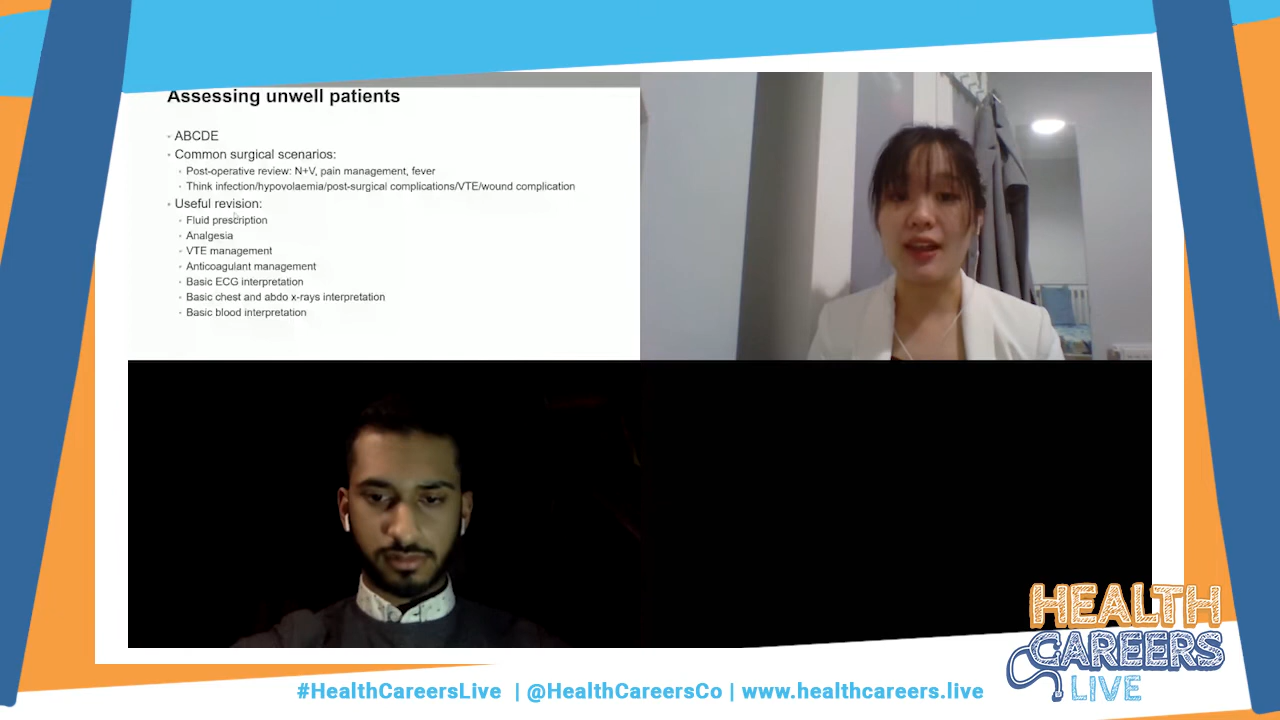 Assessing unwell patients
ABCDE
Common surgical scenarios:
Post-operative review: N+V, pain management, fever
Think infection/hypovolaemia/post-surgical complications/VTE/wound complication
Useful revision:
Fluid prescription
Analgesia
VTE management
Anticoagulant management
Basic ECG interpretation
Basic chest and abdo x-rays interpretation
Basic blood interpretation
HEALTH
CAREERS
LIVE
#HealthCareersLive | @HealthCareersCo | www.healthcareers.live